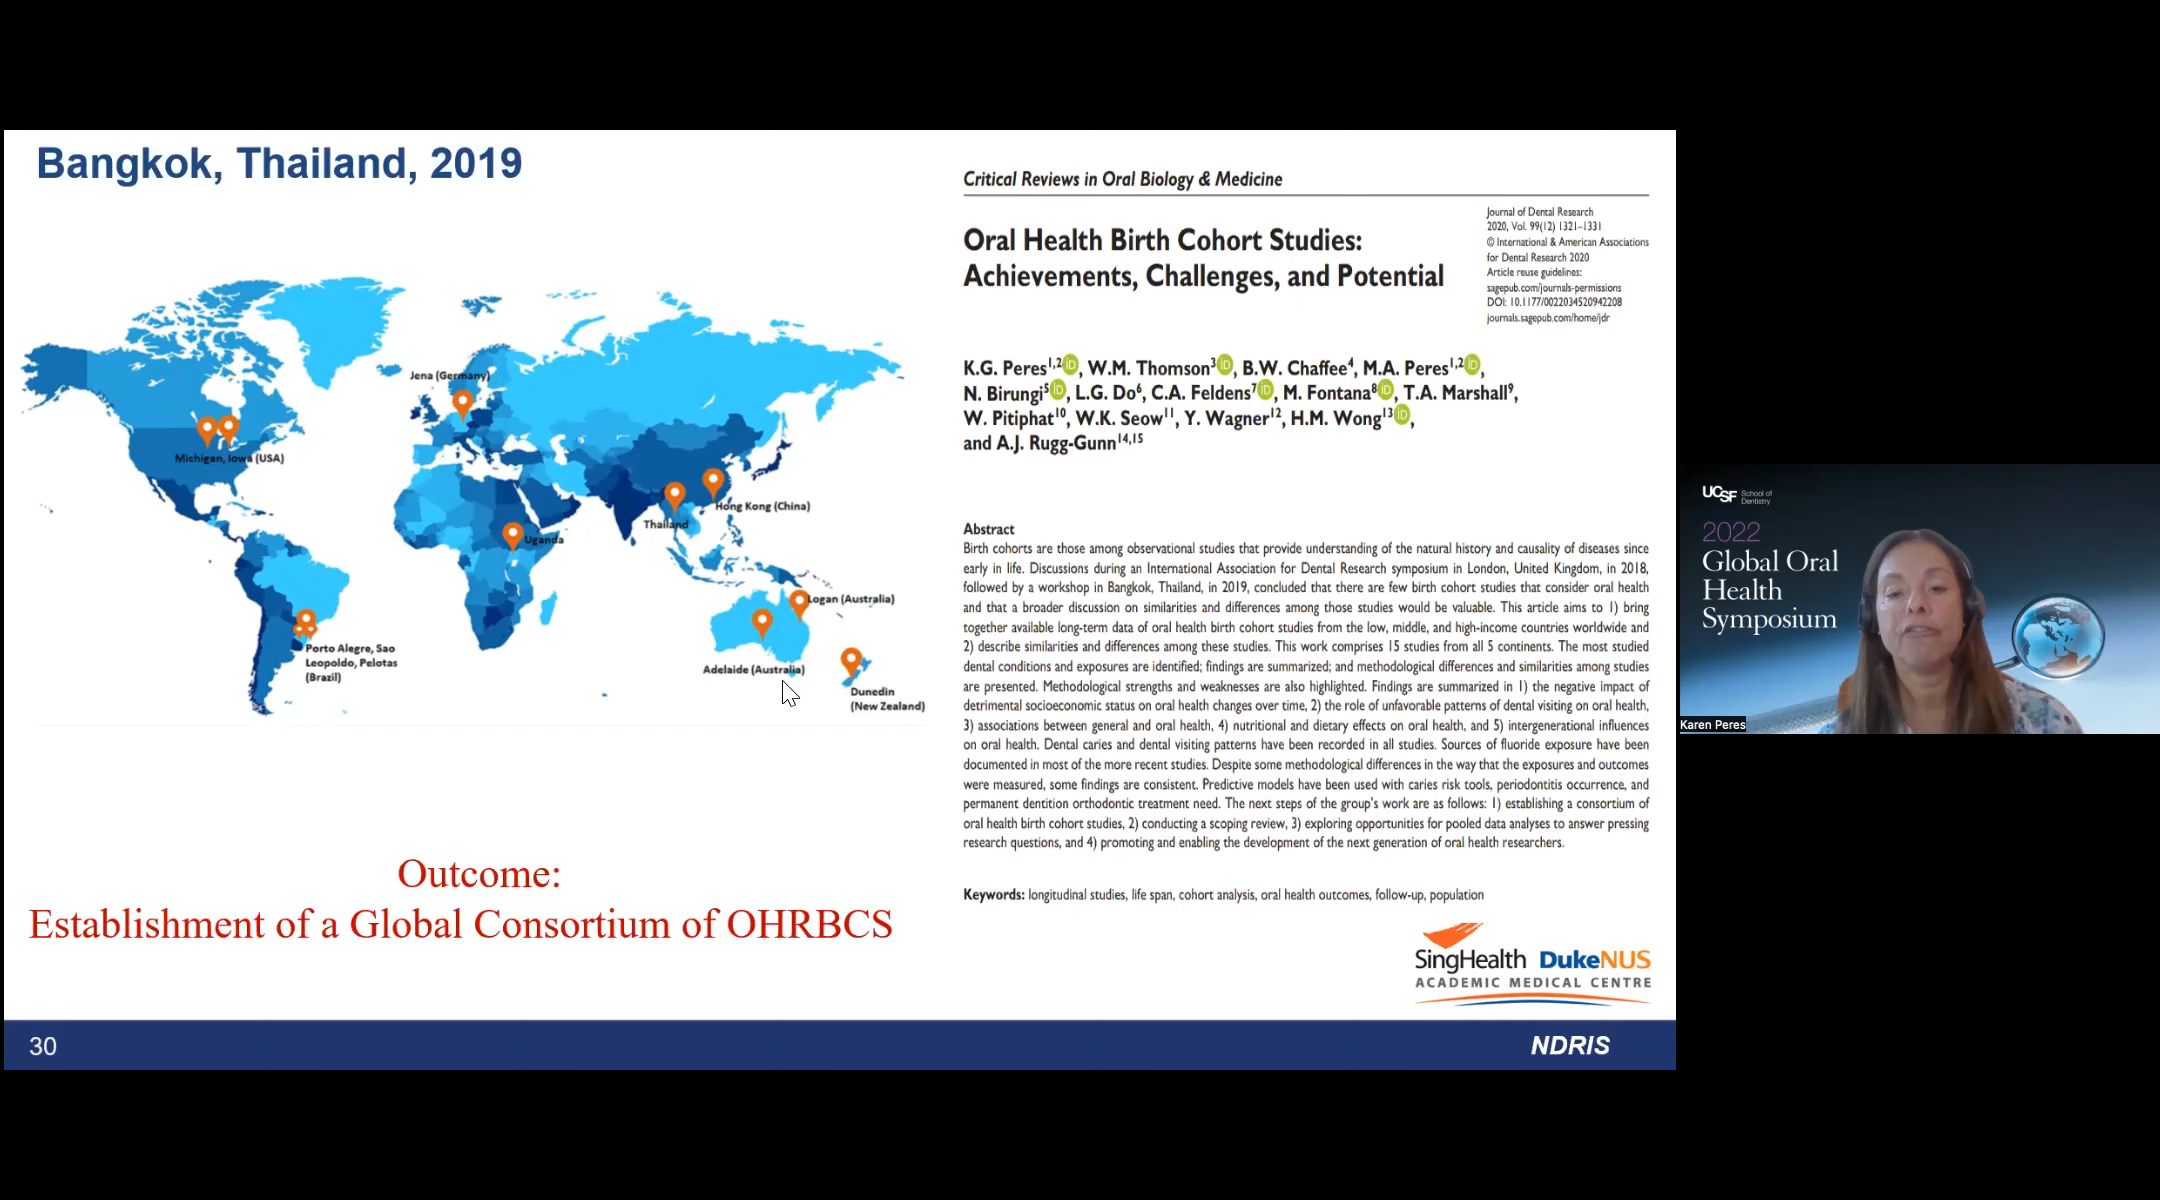 Bangkok, Thailand, 2019
Jena (Germany)
Michigan, Iowa (USA)
Hong Kong (China)
Thailand
Uganda
Logan (Australia)
Porto Alegre, Sao
Leopoldo, Pelotas
(Brazil)
Adelaide (Australia)
Dunedin
(New Zealand)
Outcome:
Establishment of a Global Consortium of OHRBCS
Critical Reviews in Oral Biology & Medicine
Oral Health Birth Cohort Studies:
Achievements, Challenges, and Potential
Journal of Dental Research
2020, Vol. 99(12) 1321–1331
© International & American Associations
for Dental Research 2020
Article reuse guidelines:
sagepub.com/journals-permissions
DOI: 10.1177/0022034520942208
journals.sagepub.com/home/jdr
K.G. Peres1,2 iD, W.M. Thomson3 iD, B.W. Chaffee4, M.A. Peres1,2 iD,
N. Birungi5 iD, L.G. Do6, C.A. Feldens7 iD, M. Fontana8 iD, T.A. Marshall9,
W. Pitiphat10, W.K. Seow11, Y. Wagner12, H.M. Wong13 iD,
and A.J. Rugg-Gunn14,15
Abstract
Birth cohorts are those among observational studies that provide understanding of the natural history and causality of diseases since
early in life. Discussions during an International Association for Dental Research symposium in London, United Kingdom, in 2018,
followed by a workshop in Bangkok, Thailand, in 2019, concluded that there are few birth cohort studies that consider oral health
and that a broader discussion on similarities and differences among those studies would be valuable. This article aims to 1) bring
together available long-term data of oral health birth cohort studies from the low, middle, and high-income countries worldwide and
2) describe similarities and differences among these studies. This work comprises 15 studies from all 5 continents. The most studied
dental conditions and exposures are identified; findings are summarized; and methodological differences and similarities among studies
are presented. Methodological strengths and weaknesses are also highlighted. Findings are summarized in 1) the negative impact of
detrimental socioeconomic status on oral health changes over time, 2) the role of unfavorable patterns of dental visiting on oral health,
3) associations between general and oral health, 4) nutritional and dietary effects on oral health, and 5) intergenerational influences
on oral health. Dental caries and dental visiting patterns have been recorded in all studies. Sources of fluoride exposure have been
documented in most of the more recent studies. Despite some methodological differences in the way that the exposures and outcomes
were measured, some findings are consistent. Predictive models have been used with caries risk tools, periodontitis occurrence, and
permanent dentition orthodontic treatment need. The next steps of the group's work are as follows: 1) establishing a consortium of
oral health birth cohort studies, 2) conducting a scoping review, 3) exploring opportunities for pooled data analyses to answer pressing
research questions, and 4) promoting and enabling the development of the next generation of oral health researchers.
Keywords: longitudinal studies, life span, cohort analysis, oral health outcomes, follow-up, population
SingHealth DukeNUS
ACADEMIC MEDICAL CENTRE
30
NDRIS
UCSF School of
Dentistry
2022
Global Oral
Health
Symposium
Karen Peres